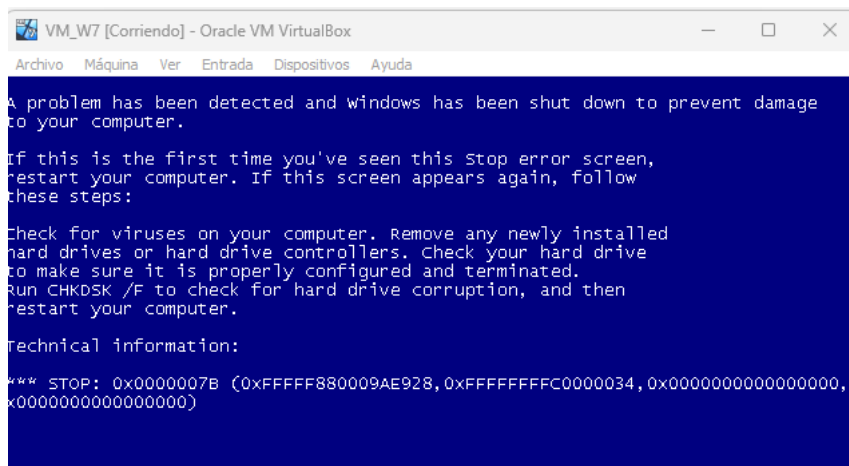 VM_W7 [Corriendo] - Oracle VM VirtualBox
Archivo Máquina Ver Entrada Dispositivos Ayuda
A problem has been detected and Windows has been shut down to prevent damage
to your computer.
If this is the first time you've seen this Stop error screen,
restart your computer. If this screen appears again, follow
these steps:
Check for viruses on your computer. Remove any newly installed
hard drives or hard drive controllers. Check your hard drive
to make sure it is properly configured and terminated.
Run CHKDSK /F to check for hard drive corruption, and then
restart your computer.
Technical information:
*** STOP: 0x0000007B (0xFFFFF880009AE928,0xFFFFFFFFC0000034,0x0000000000000000,
x0000000000000000)